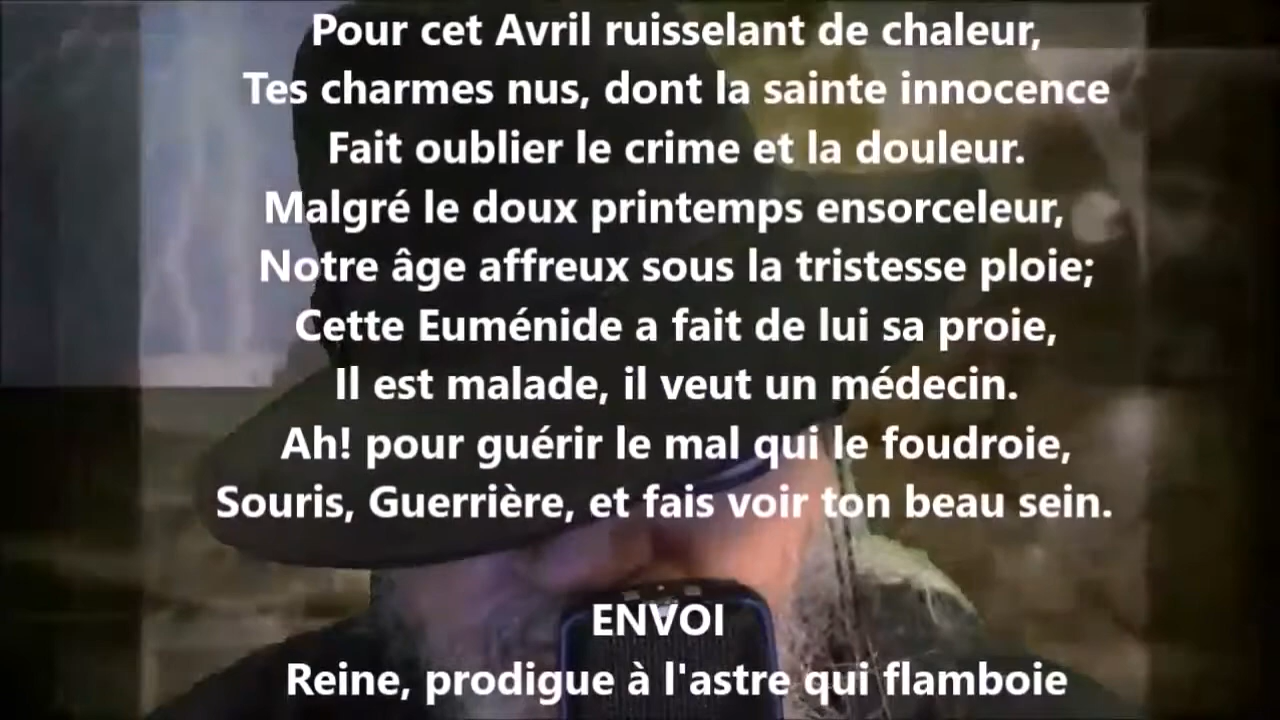 Pour cet Avril ruisselant de chaleur,
Tes charmes nus, dont la sainte innocence
Fait oublier le crime et la douleur.
Malgré le doux printemps ensorceleur,
Notre âge affreux sous la tristesse ploie;
Cette Euménide a fait de lui sa proie,
Il est malade, il veut un médecin.
Ah! pour guérir le mal qui le foudroie,
Souris, Guerrière, et fais voir ton beau sein.
ENVOI
Reine, prodigue à l'astre qui flamboie